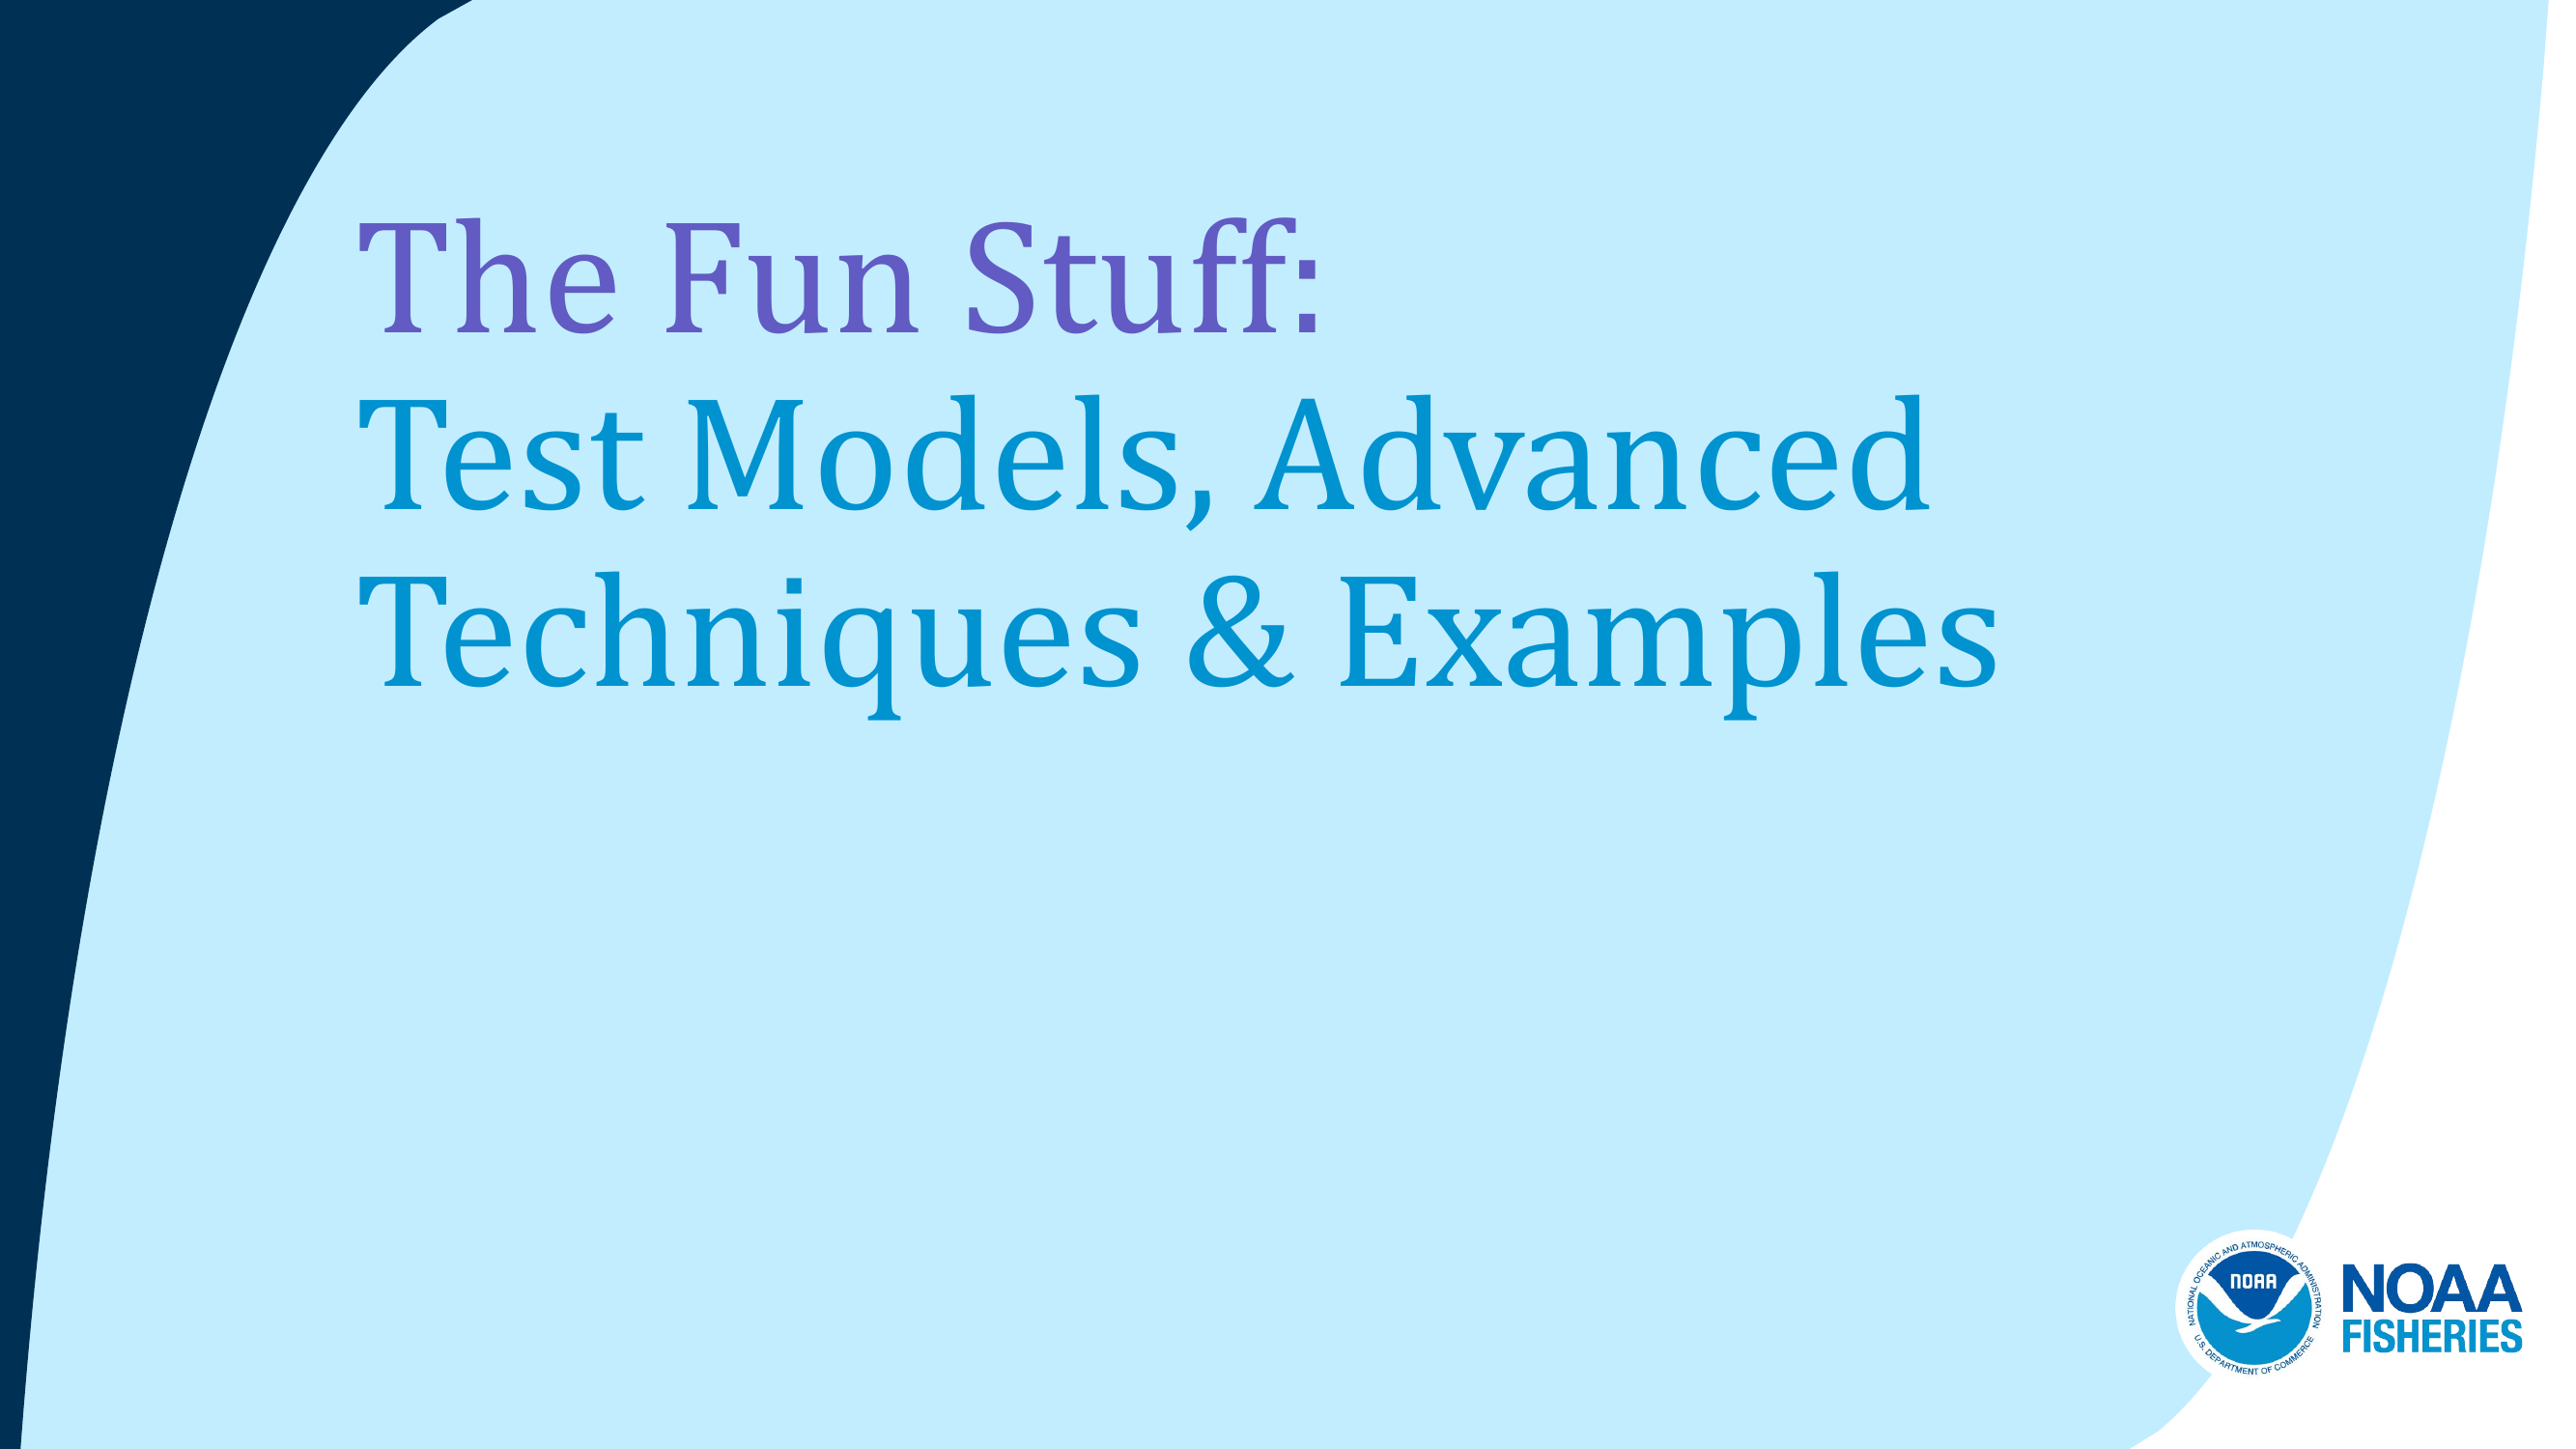 The Fun Stuff:
Test Models, Advanced
Techniques & Examples
NATIONAL OCEANIC AND ATMOSPHERIC ADMINISTRATION
NOAA
U.S. DEPARTMENT OF COMMERCE
NOAA
FISHERIES